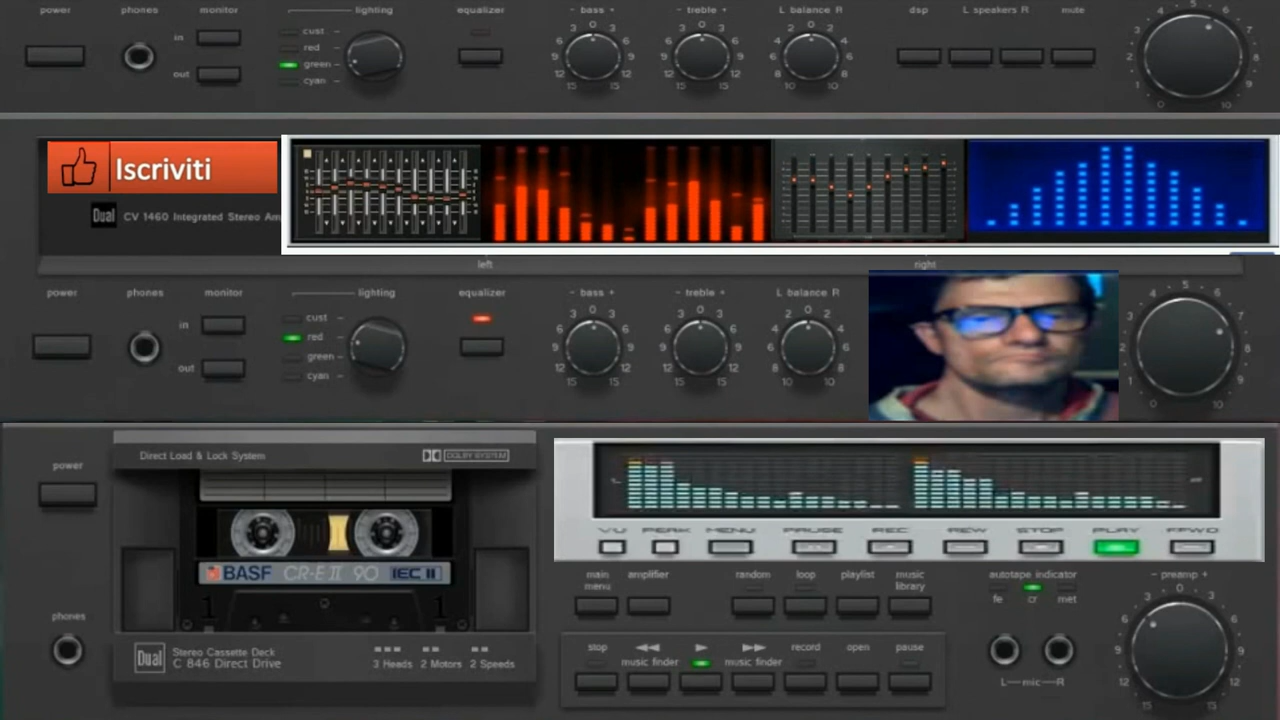 power phones monitor lighting equalizer - bass + - treble + L balance R dsp L speakers R mute
in
out
cust
red
green
cyan
Iscriviti
Dual CV 1460 Integrated Stereo Am
left right
power phones monitor lighting equalizer - bass + - treble + L balance R
in
out
cust
red
green
cyan
power
phones
Direct Load & Lock System
DOLBY SYSTEM
BASF CR-E II 90 IEC II
1 1
Dual Stereo Cassette Deck
C 846 Direct Drive
3 Heads 2 Motors 2 Speeds
VU PEAK MENU PAUSE REC REW STOP PLAY FFWD
main menu amplifier random loop playlist music library
autotape indicator
fe cr met
- preamp +
stop music finder music finder record open pause
L—mic—R